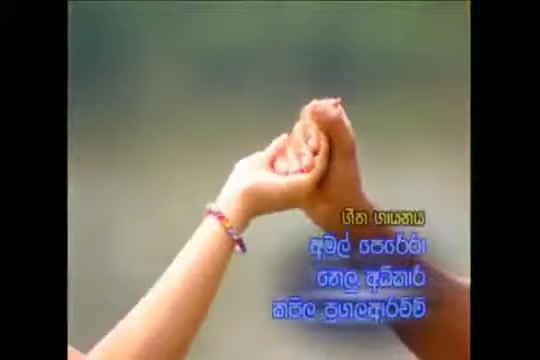 ගීත ගායනය
අමල් පෙරේරා
නෙලු අධිකාරි
කපිල පුගලආරච්චි